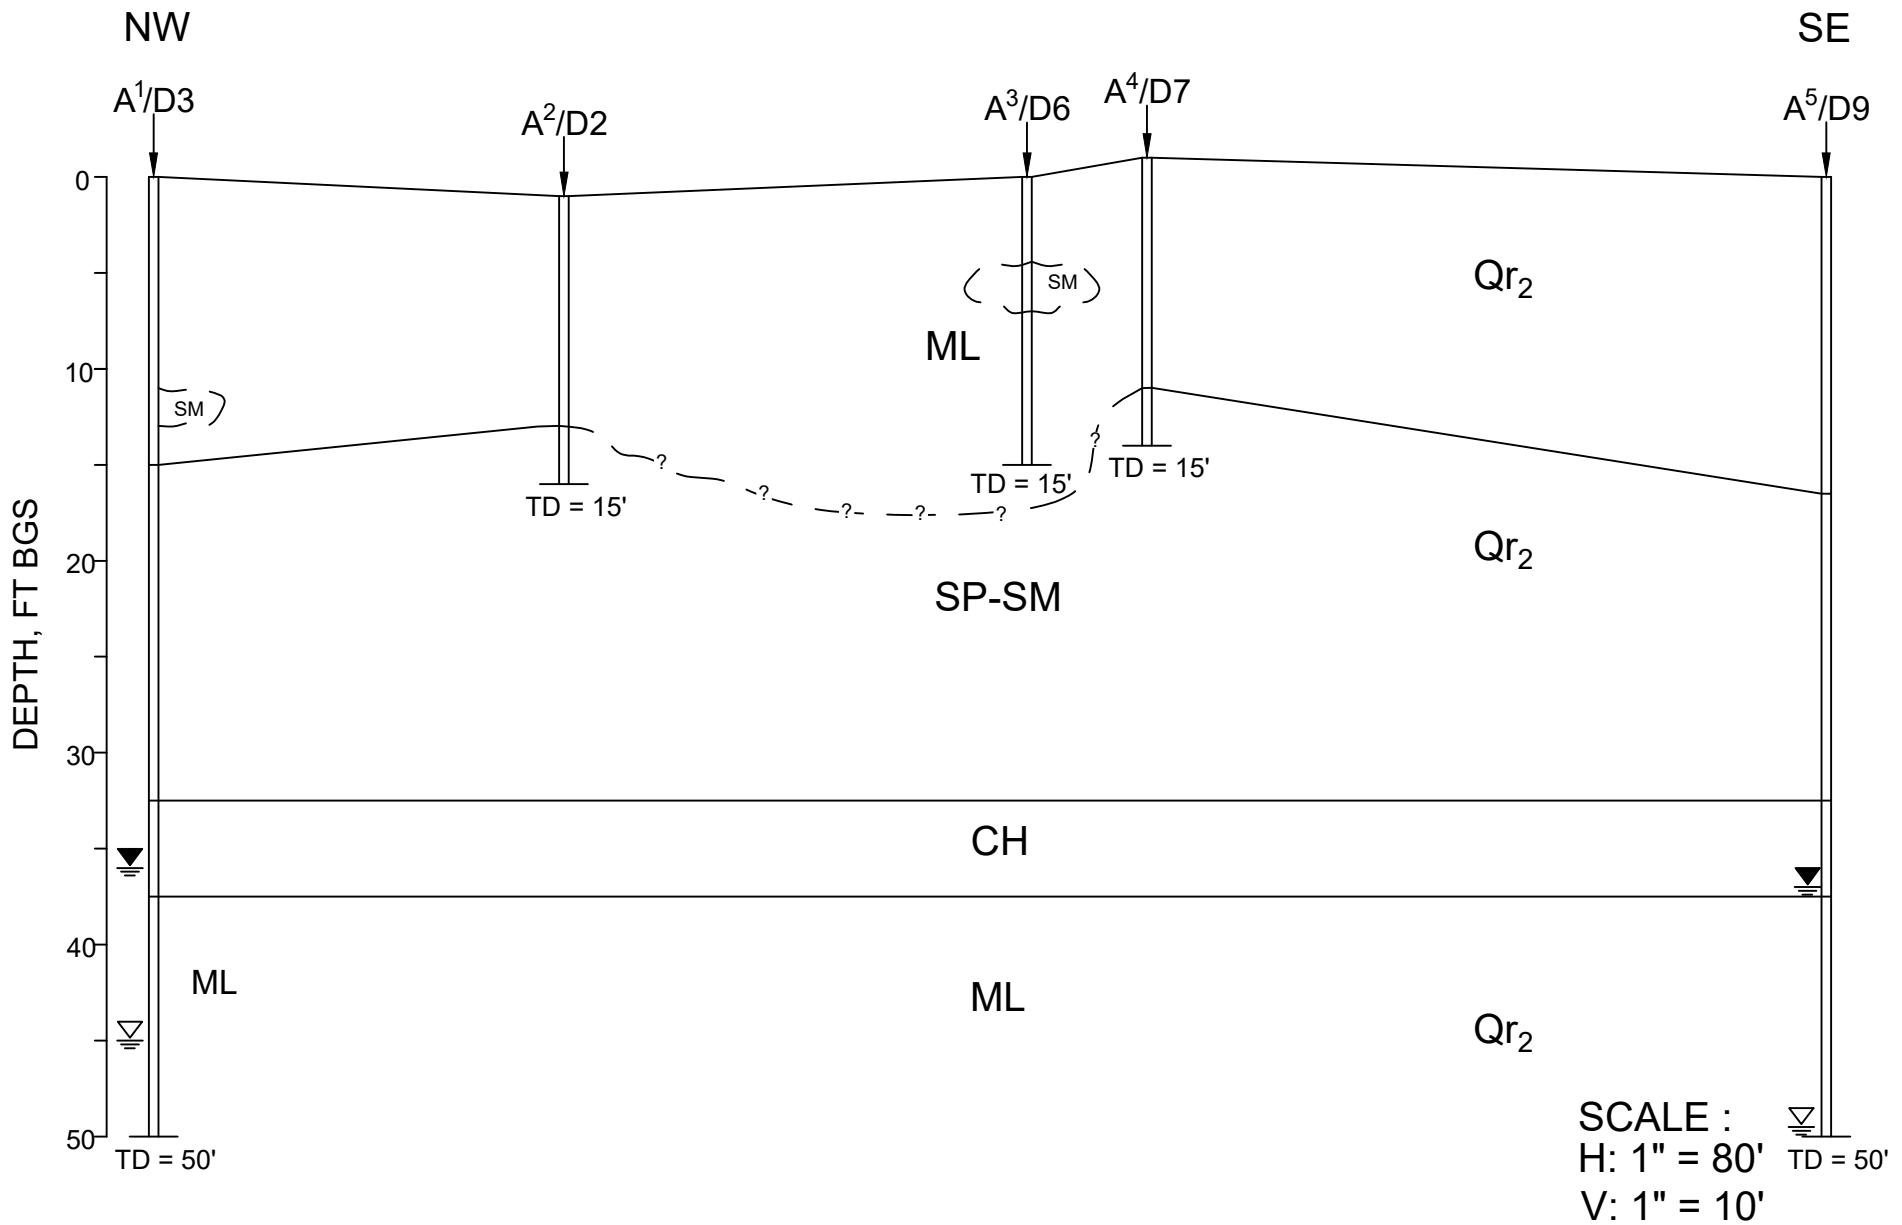 NW
SE
A¹/D3
A²/D2
A³/D6
A⁴/D7
A⁵/D9
0
10
20
30
40
50
DEPTH, FT BGS
Qr₂
SM
ML
SM
TD = 15'
TD = 15'
TD = 15'
?
?
?
?
?
?
Qr₂
SP-SM
CH
ML
ML
Qr₂
TD = 50'
TD = 50'
SCALE :
H: 1" = 80'
V: 1" = 10'